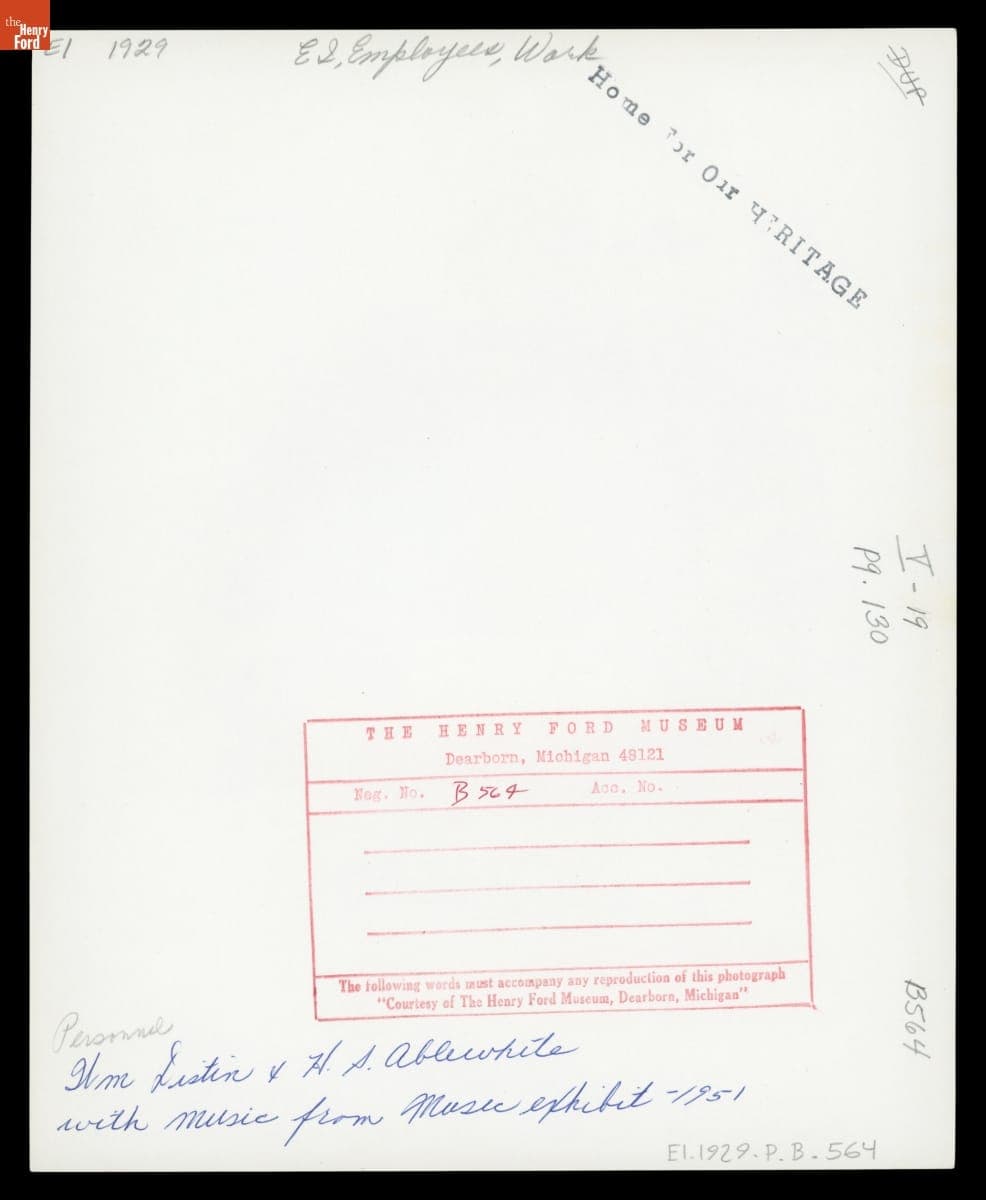 the
Henry
Ford
EI 1929
EI, Employees, Work
DUP
Home for Our HERITAGE
V - 19
pg. 130
THE HENRY FORD MUSEUM
Dearborn, Michigan 48121
Neg. No. B 564 Acc. No.
The following words must accompany any reproduction of this photograph
"Courtesy of The Henry Ford Museum, Dearborn, Michigan"
B564
Personnel
Wm Distin & H. S. Ablewhite
with music from Music exhibit - 1951
EI.1929.P.B.564